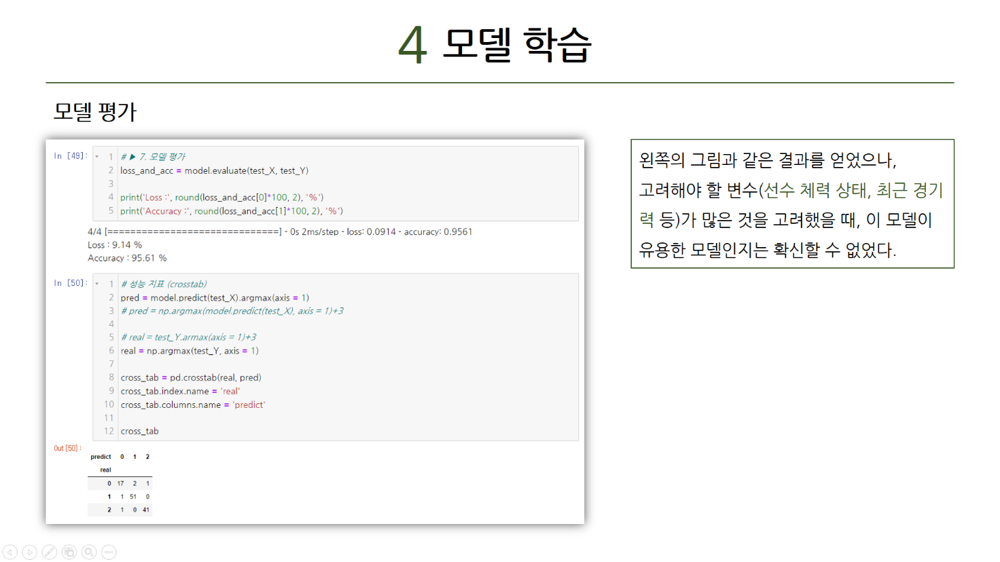 4 모델 학습
모델 평가
In [49]:
1 # ▶ 7. 모델 평가
2 loss_and_acc = model.evaluate(test_X, test_Y)
3
4 print('Loss :', round(loss_and_acc[0]*100, 2), '%')
5 print('Accuracy :', round(loss_and_acc[1]*100, 2), '%')
4/4 [==============================] - 0s 2ms/step - loss: 0.0914 - accuracy: 0.9561
Loss : 9.14 %
Accuracy : 95.61 %
In [50]:
1 # 성능 지표 (crosstab)
2 pred = model.predict(test_X).argmax(axis = 1)
3 # pred = np.argmax(model.predict(test_X), axis = 1)+3
4
5 # real = test_Y.armax(axis = 1)+3
6 real = np.argmax(test_Y, axis = 1)
7
8 cross_tab = pd.crosstab(real, pred)
9 cross_tab.index.name = 'real'
10 cross_tab.columns.name = 'predict'
11
12 cross_tab
Out[50]:
predict 0 1 2
real
0 17 2 1
1 1 51 0
2 1 0 41
왼쪽의 그림과 같은 결과를 얻었으나,
고려해야 할 변수(선수 체력 상태, 최근 경기
력 등)가 많은 것을 고려했을 때, 이 모델이
유용한 모델인지는 확신할 수 없었다.